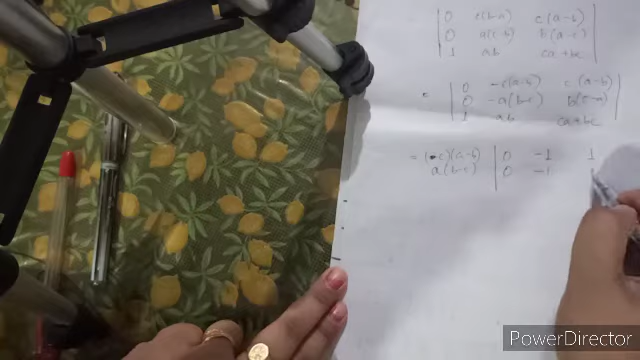 | 0 c(b-a) c(a-b) |
| 0 a(c-b) b(a-c) |
| 1 ab ca+bc |
= | 0 -c(a-b) c(a-b) |
| 0 -a(b-c) |
| 1 ab ca+bc |
= (c)(a-b) | 0 -1 1
a(b-c) | 0 -1
PowerDirector